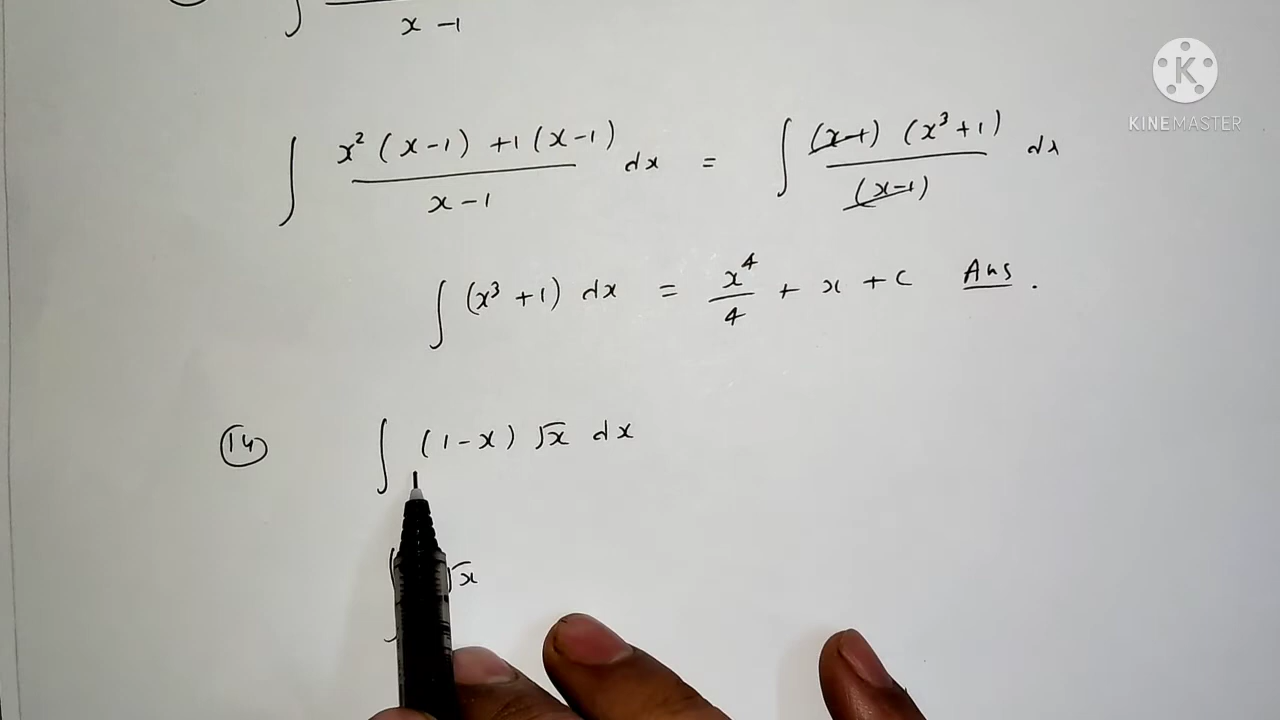 ∫ x - 1
KINEMASTER
∫ x² (x-1) +1 (x-1) / x-1 dx = ∫ (x-1) (x³+1) / (x-1) dx
∫ (x³ +1) dx = x⁴/4 + x + c Ans.
(14) ∫ (1-x) √x dx
∫ √x